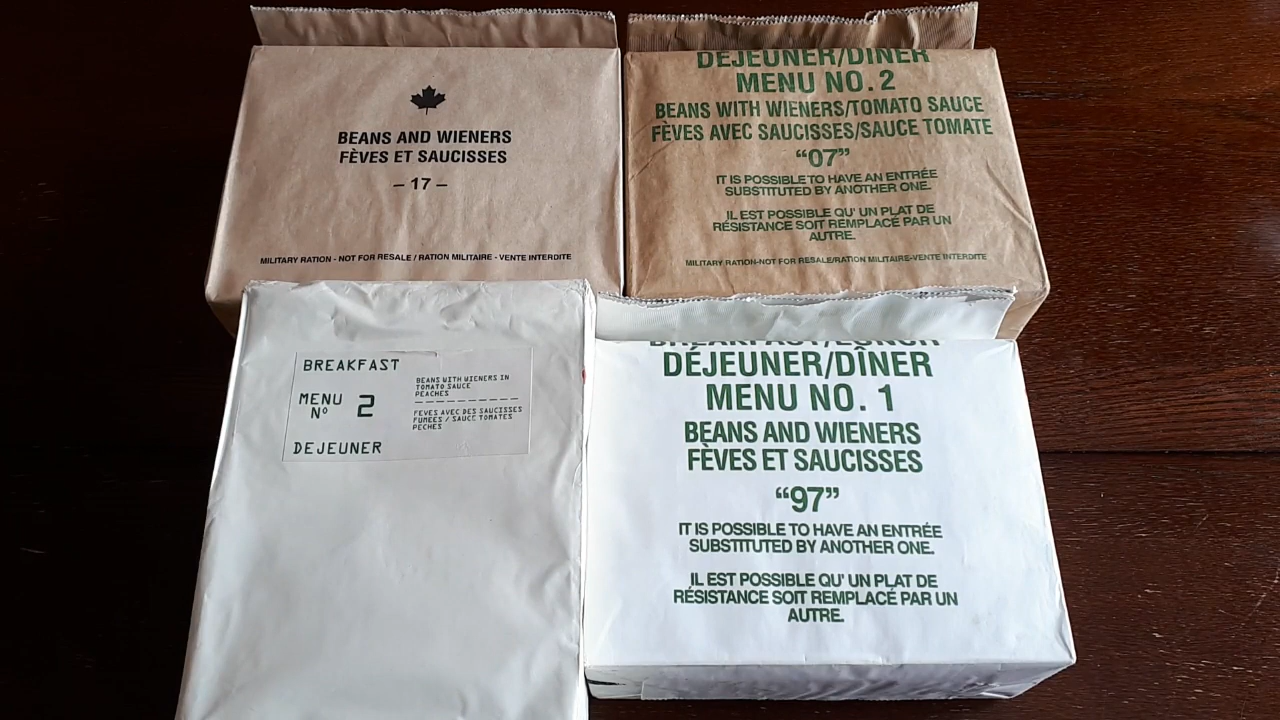 BEANS AND WIENERS
FÈVES ET SAUCISSES
– 17 –
MILITARY RATION - NOT FOR RESALE / RATION MILITAIRE - VENTE INTERDITE
DÉJEUNER/DÎNER
MENU NO. 2
BEANS WITH WIENERS/TOMATO SAUCE
FÈVES AVEC SAUCISSES/SAUCE TOMATE
“07”
IT IS POSSIBLE TO HAVE AN ENTRÉE
SUBSTITUTED BY ANOTHER ONE.
IL EST POSSIBLE QU' UN PLAT DE
RÉSISTANCE SOIT REMPLACÉ PAR UN
AUTRE.
MILITARY RATION-NOT FOR RESALE/RATION MILITAIRE-VENTE INTERDITE
BREAKFAST
MENU
Nº 2
DEJEUNER
BEANS WITH WIENERS IN
TOMATO SAUCE
PEACHES
FEVES AVEC DES SAUCISSES
FUMEES / SAUCE TOMATES
PECHES
BREAKFAST/LUNCH
DÉJEUNER/DÎNER
MENU NO. 1
BEANS AND WIENERS
FÈVES ET SAUCISSES
“97”
IT IS POSSIBLE TO HAVE AN ENTRÉE
SUBSTITUTED BY ANOTHER ONE.
IL EST POSSIBLE QU' UN PLAT DE
RÉSISTANCE SOIT REMPLACÉ PAR UN
AUTRE.